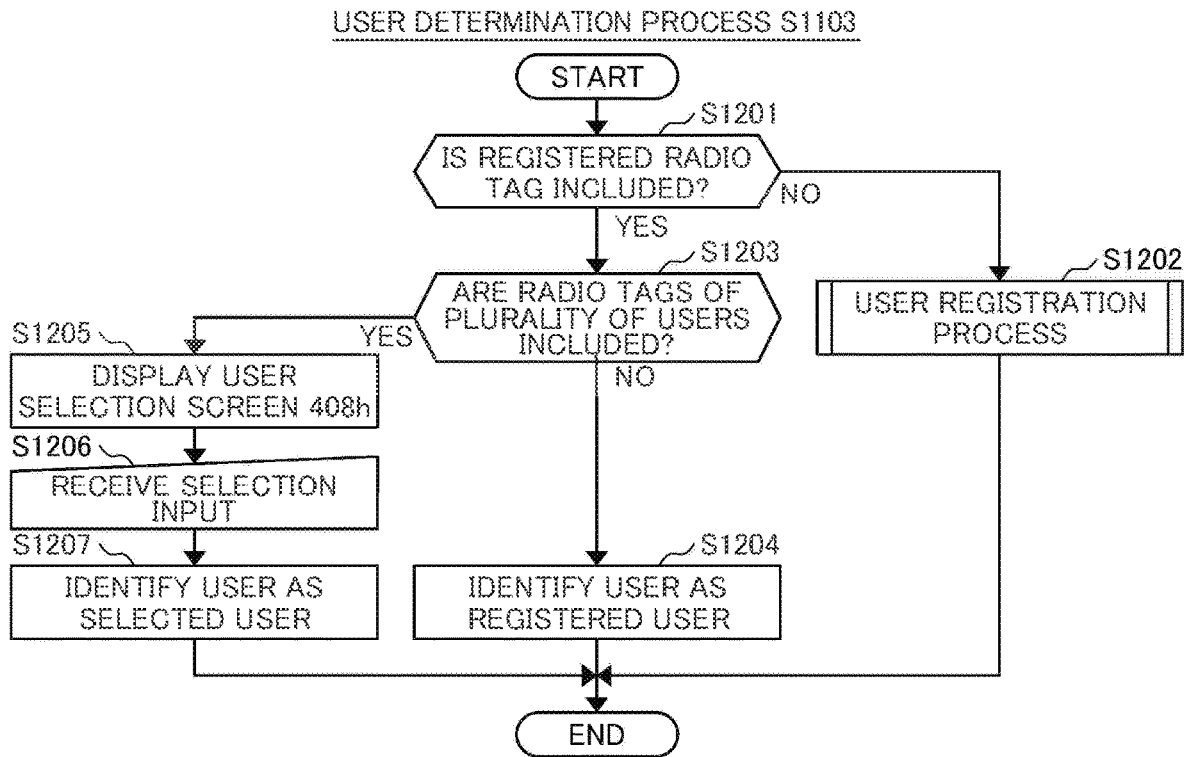 USER DETERMINATION PROCESS S1103
START
S1201
IS REGISTERED RADIO
TAG INCLUDED?
NO
YES
S1203
ARE RADIO TAGS OF
PLURALITY OF USERS
INCLUDED?
YES
NO
S1202
USER REGISTRATION
PROCESS
S1205
DISPLAY USER
SELECTION SCREEN 408h
S1206
RECEIVE SELECTION
INPUT
S1207
IDENTIFY USER AS
SELECTED USER
S1204
IDENTIFY USER AS
REGISTERED USER
END